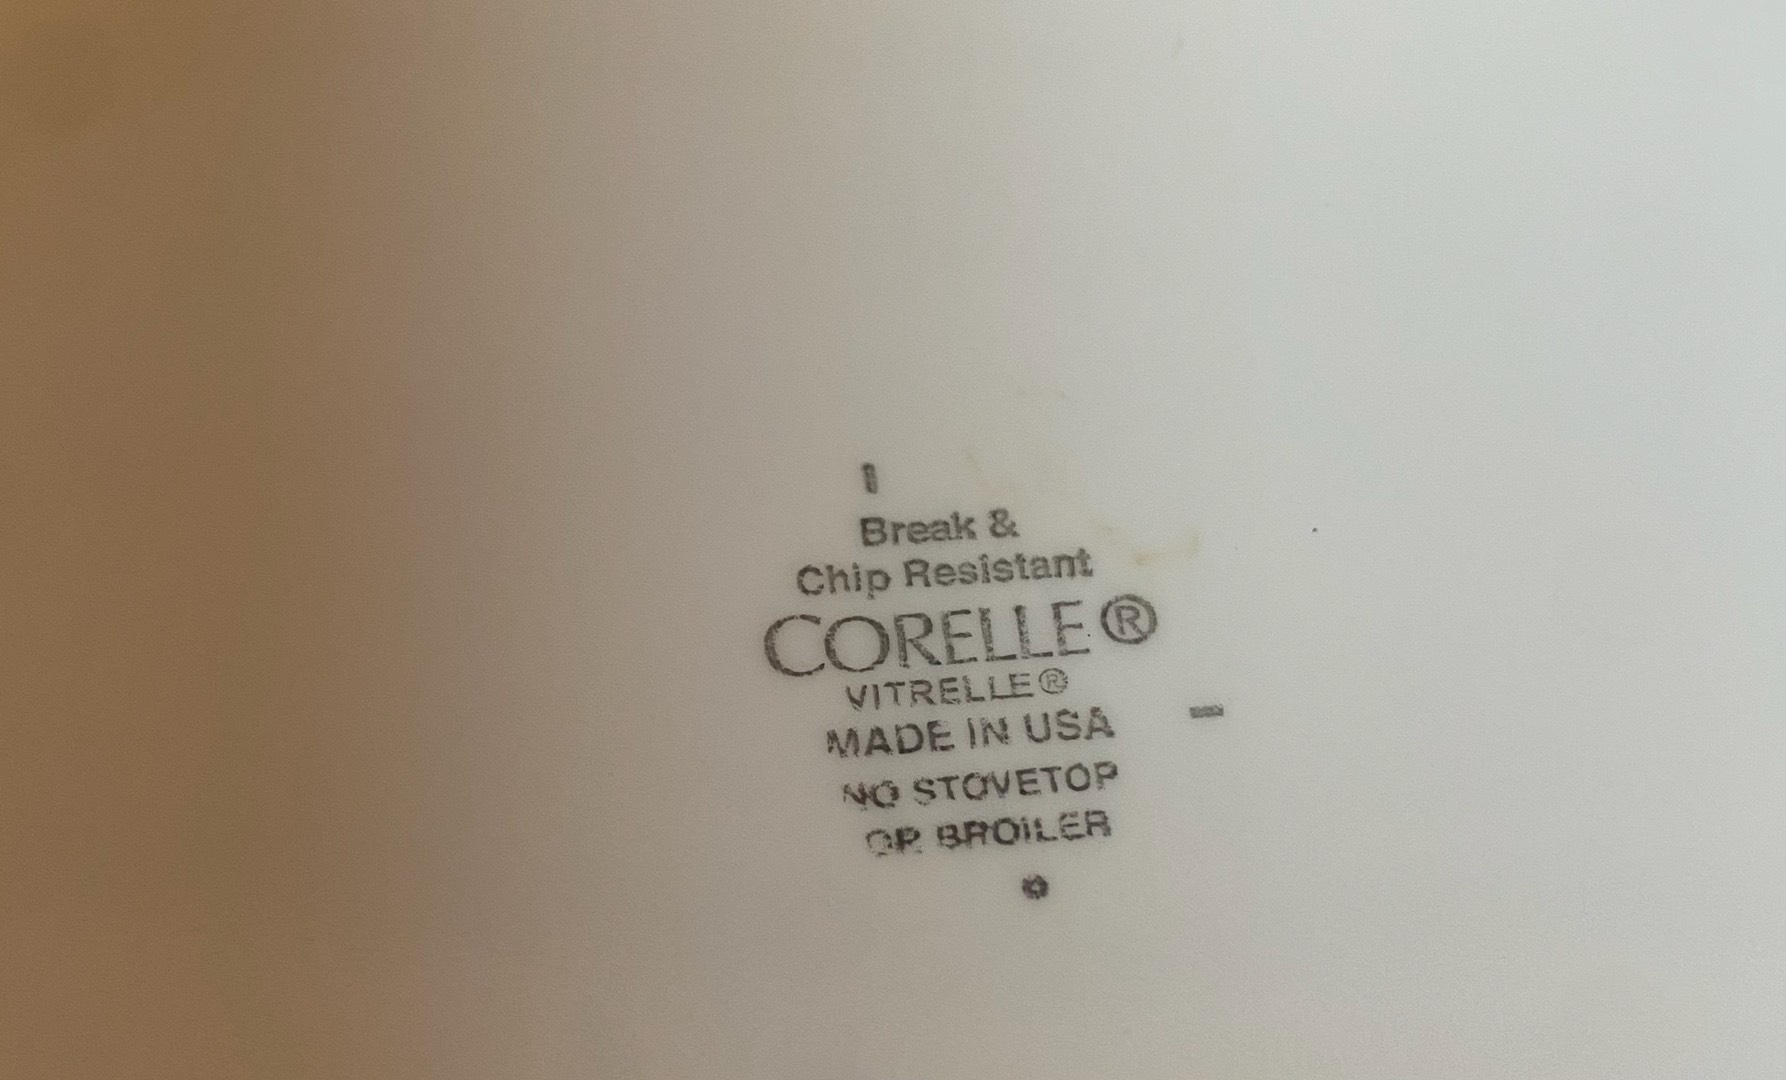 Break &
Chip Resistant
CORELLE®
VITRELLE®
MADE IN USA
NO STOVETOP
OR BROILER